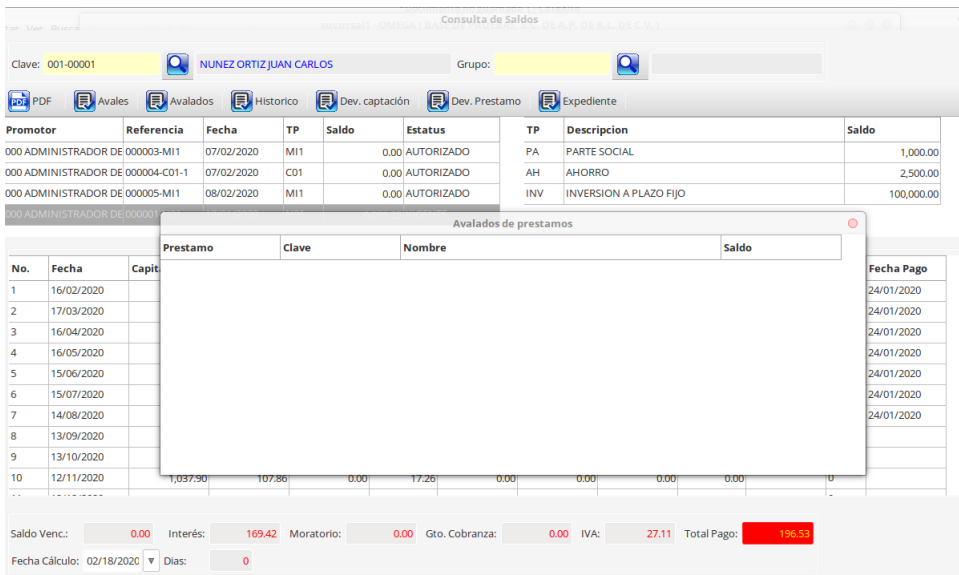 Consulta de Saldos
Clave: 001-00001 NUNEZ ORTIZ JUAN CARLOS Grupo:
PDF PDF Avales Avalados Historico Dev. captación Dev. Prestamo Expediente
Promotor Referencia Fecha TP Saldo Estatus TP Descripcion Saldo
000 ADMINISTRADOR DE 000003-MI1 07/02/2020 MI1 0.00 AUTORIZADO PA PARTE SOCIAL 1,000.00
000 ADMINISTRADOR DE 000004-C01-1 07/02/2020 C01 0.00 AUTORIZADO AH AHORRO 2,500.00
000 ADMINISTRADOR DE 000005-MI1 08/02/2020 MI1 0.00 AUTORIZADO INV INVERSION A PLAZO FIJO 100,000.00
000 ADMINISTRADOR DE 000001
Avalados de prestamos
Prestamo Clave Nombre Saldo
No. Fecha Capit Fecha Pago
1 16/02/2020 24/01/2020
2 17/03/2020 24/01/2020
3 16/04/2020 24/01/2020
4 16/05/2020 24/01/2020
5 15/06/2020 24/01/2020
6 15/07/2020 24/01/2020
7 14/08/2020 24/01/2020
8 13/09/2020
9 13/10/2020
10 12/11/2020 1,037.90 107.86 0.00 17.26 0.00 0.00 0.00 0.00 0
Saldo Venc.: 0.00 Interés: 169.42 Moratorio: 0.00 Gto. Cobranza: 0.00 IVA: 27.11 Total Pago: 196.53
Fecha Cálculo: 02/18/2020 Dias: 0